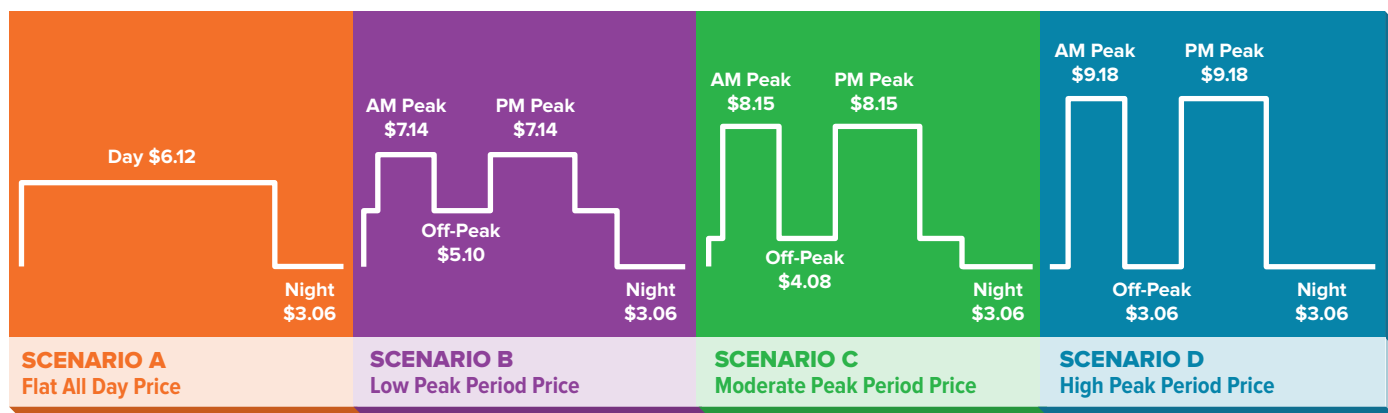 Day $6.12
Night
$3.06
SCENARIO A
Flat All Day Price
AM Peak
$7.14
PM Peak
$7.14
Off-Peak
$5.10
Night
$3.06
SCENARIO B
Low Peak Period Price
AM Peak
$8.15
PM Peak
$8.15
Off-Peak
$4.08
Night
$3.06
SCENARIO C
Moderate Peak Period Price
AM Peak
$9.18
PM Peak
$9.18
Off-Peak
$3.06
Night
$3.06
SCENARIO D
High Peak Period Price